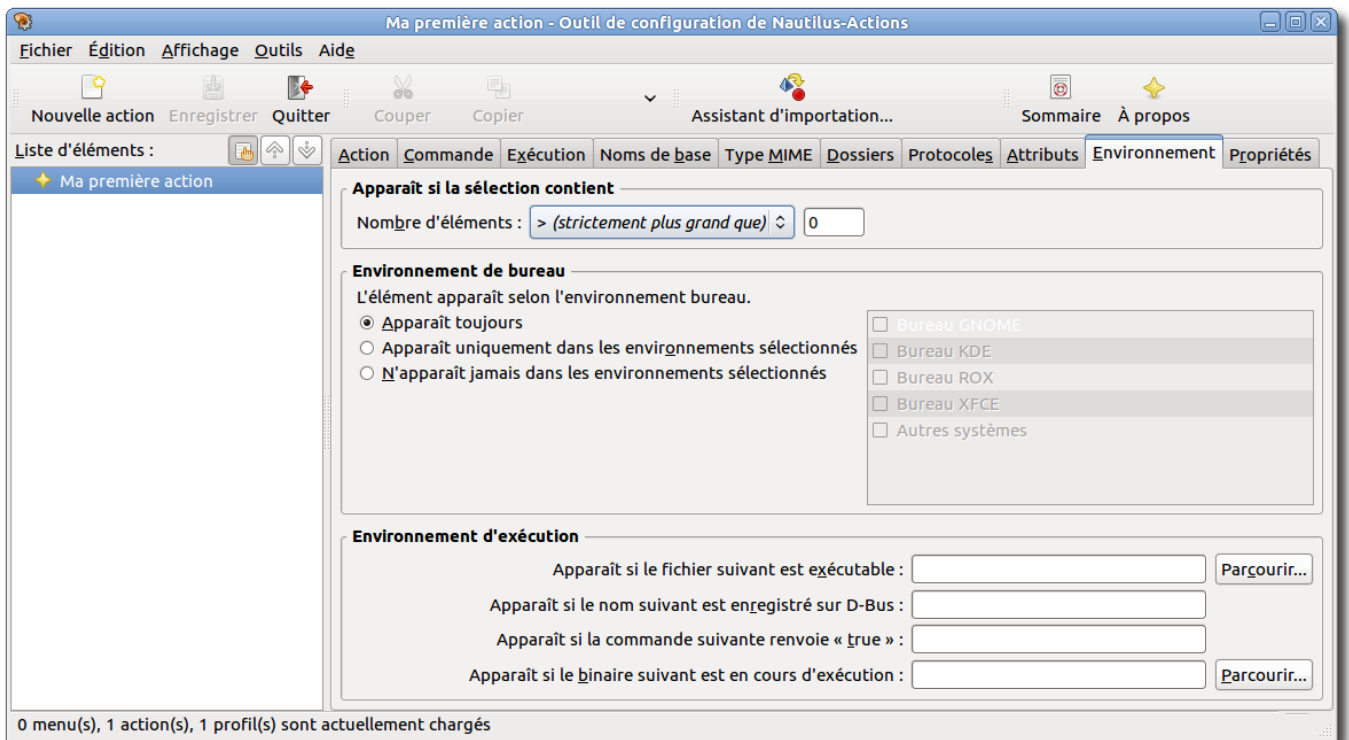 Ma première action - Outil de configuration de Nautilus-Actions
Fichier Édition Affichage Outils Aide
Nouvelle action Enregistrer Quitter Couper Copier Assistant d'importation... Sommaire À propos
Liste d'éléments :
Action Commande Exécution Noms de base Type MIME Dossiers Protocoles Attributs Environnement Propriétés
Ma première action
Apparaît si la sélection contient
Nombre d'éléments : > (strictement plus grand que) 0
Environnement de bureau
L'élément apparaît selon l'environnement bureau.
Apparaît toujours
Apparaît uniquement dans les environnements sélectionnés
N'apparaît jamais dans les environnements sélectionnés
Bureau GNOME
Bureau KDE
Bureau ROX
Bureau XFCE
Autres systèmes
Environnement d'exécution
Apparaît si le fichier suivant est exécutable : Parcourir...
Apparaît si le nom suivant est enregistré sur D-Bus :
Apparaît si la commande suivante renvoie « true » :
Apparaît si le binaire suivant est en cours d'exécution : Parcourir...
0 menu(s), 1 action(s), 1 profil(s) sont actuellement chargés